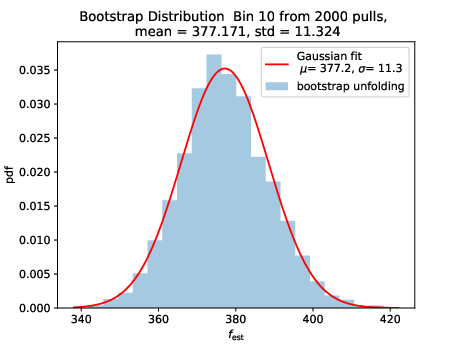 Bootstrap Distribution  Bin 10 from 2000 pulls,
mean = 377.171, std = 11.324
Gaussian fit
μ= 377.2, σ= 11.3
bootstrap unfolding
pdf
0.035
0.030
0.025
0.020
0.015
0.010
0.005
0.000
340 360 380 400 420
f_est